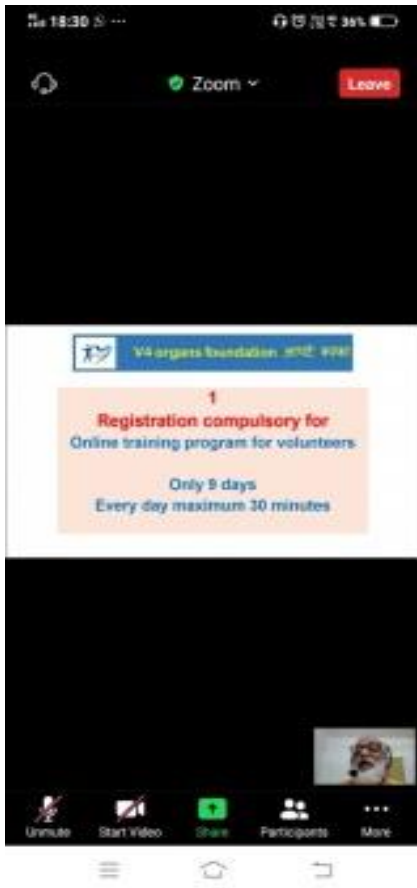 18:30
36%
Zoom
Leave
V4 organs foundation
1
Registration compulsory for
Online training program for volunteers
Only 9 days
Every day maximum 30 minutes
Unmute
Start Video
Share
Participants
More